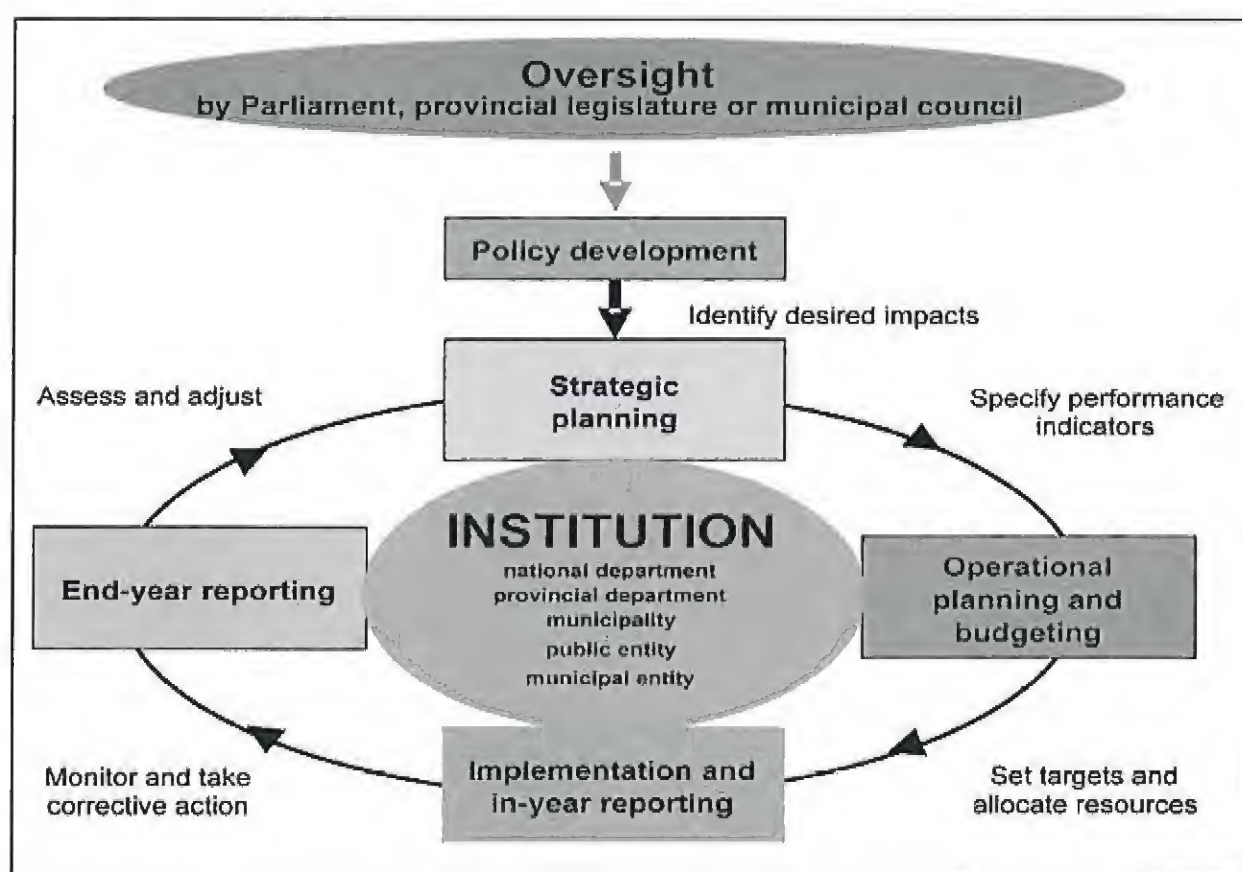 Oversight
by Parliament, provincial legislature or municipal council
Policy development
Identify desired impacts
Strategic
planning
Assess and adjust
Specify performance
indicators
INSTITUTION
national department
provincial department
municipality
public entity
municipal entity
End-year reporting
Operational
planning and
budgeting
Implementation and
in-year reporting
Monitor and take
corrective action
Set targets and
allocate resources